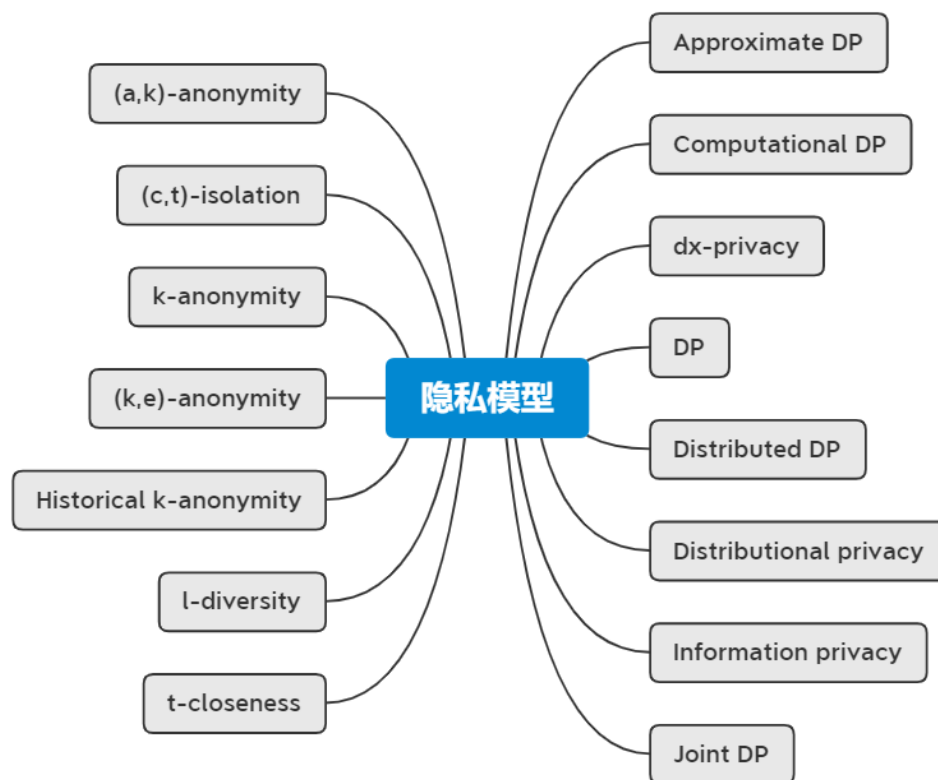 (a,k)-anonymity
(c,t)-isolation
k-anonymity
(k,e)-anonymity
Historical k-anonymity
l-diversity
t-closeness
隐私模型
Approximate DP
Computational DP
dx-privacy
DP
Distributed DP
Distributional privacy
Information privacy
Joint DP